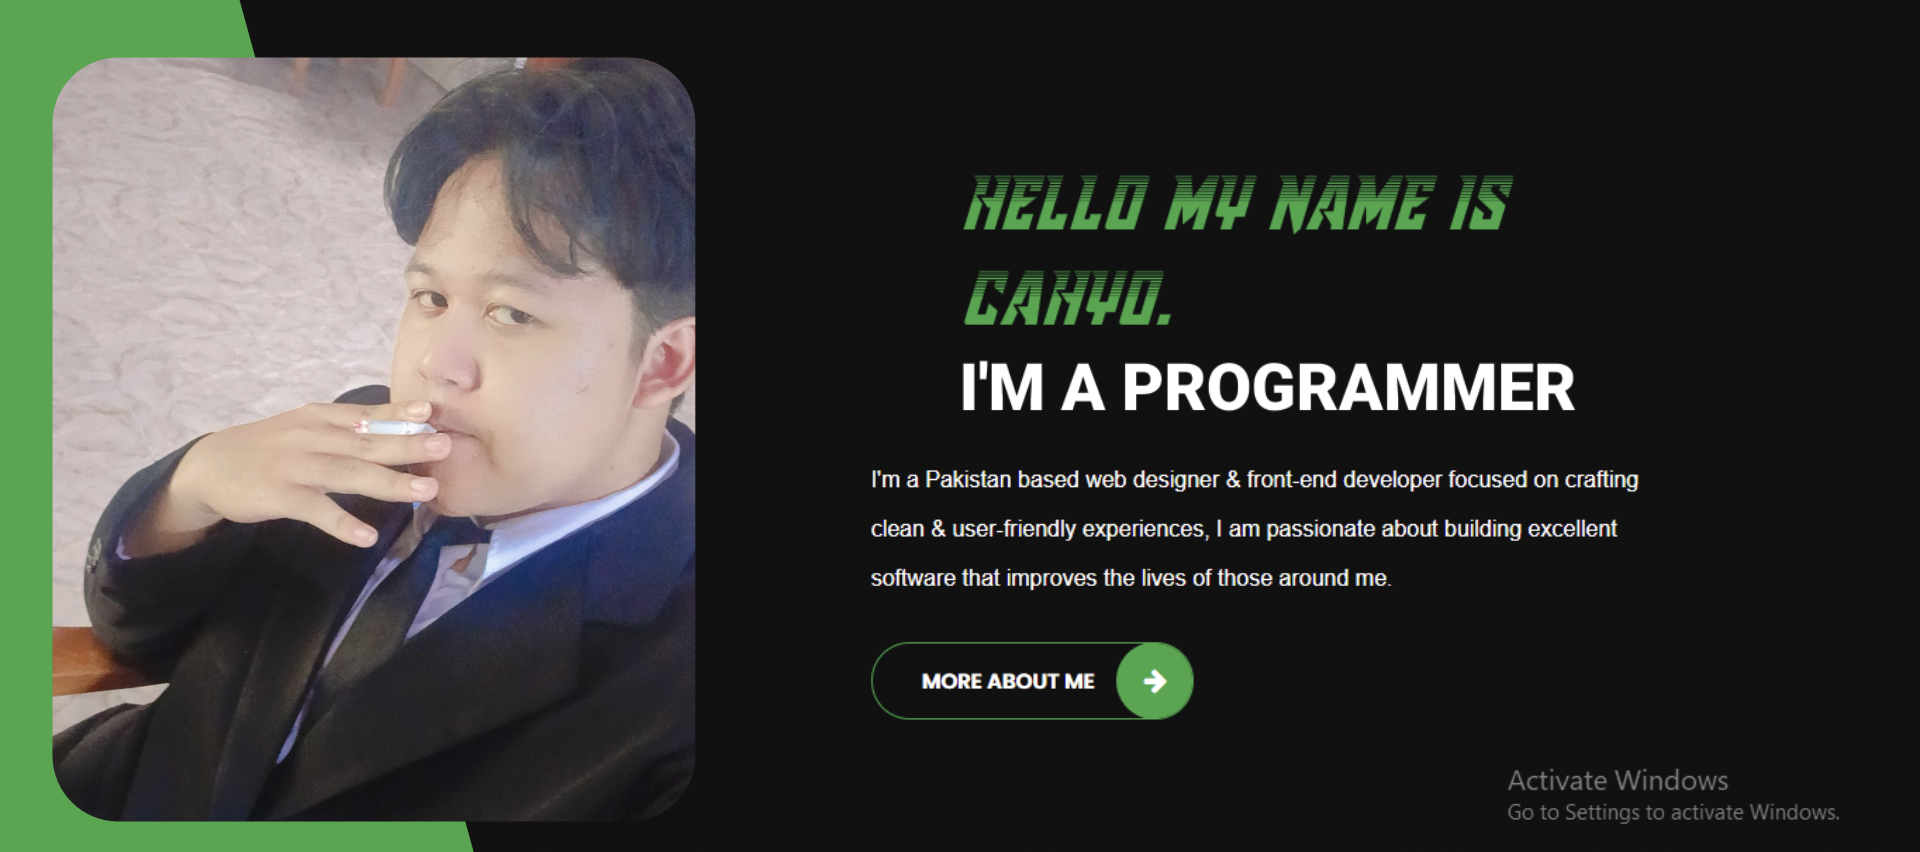 HELLO MY NAME IS
CAHYO.
I'M A PROGRAMMER
I'm a Pakistan based web designer & front-end developer focused on crafting
clean & user-friendly experiences, I am passionate about building excellent
software that improves the lives of those around me.
MORE ABOUT ME
Activate Windows
Go to Settings to activate Windows.